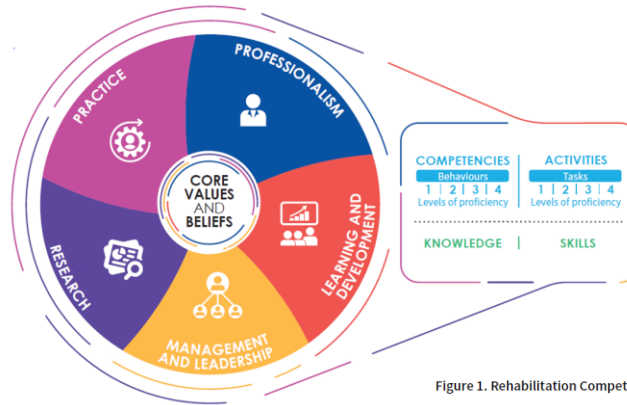 PRACTICE
PROFESSIONALISM
LEARNING AND
DEVELOPMENT
MANAGEMENT
AND LEADERSHIP
RESEARCH
CORE
VALUES
AND
BELIEFS
COMPETENCIES
Behaviours
1 | 2 | 3 | 4
Levels of proficiency
ACTIVITIES
Tasks
1 | 2 | 3 | 4
Levels of proficiency
KNOWLEDGE | SKILLS
Figure 1. Rehabilitation Compet